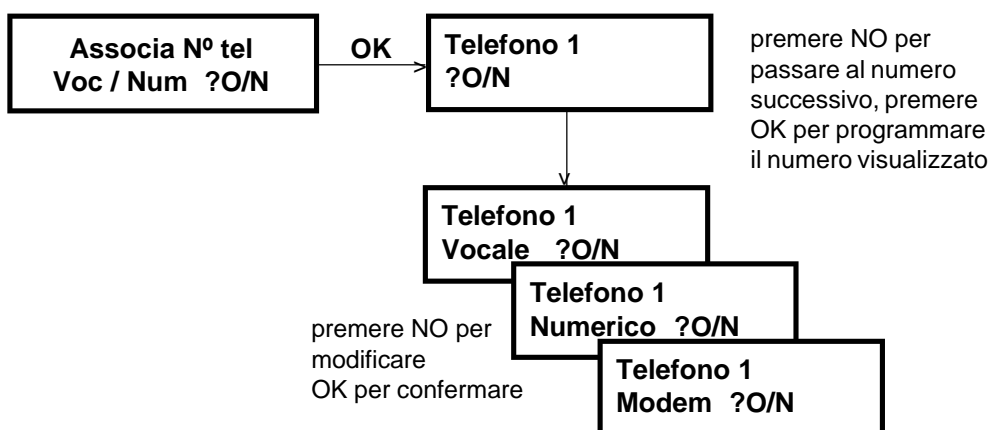 Associa Nº tel
Voc / Num ?O/N
OK
Telefono 1
?O/N
premere NO per
passare al numero
successivo, premere
OK per programmare
il numero visualizzato
Telefono 1
Vocale ?O/N
Telefono 1
Numerico ?O/N
Telefono 1
Modem ?O/N
premere NO per
modificare
OK per confermare